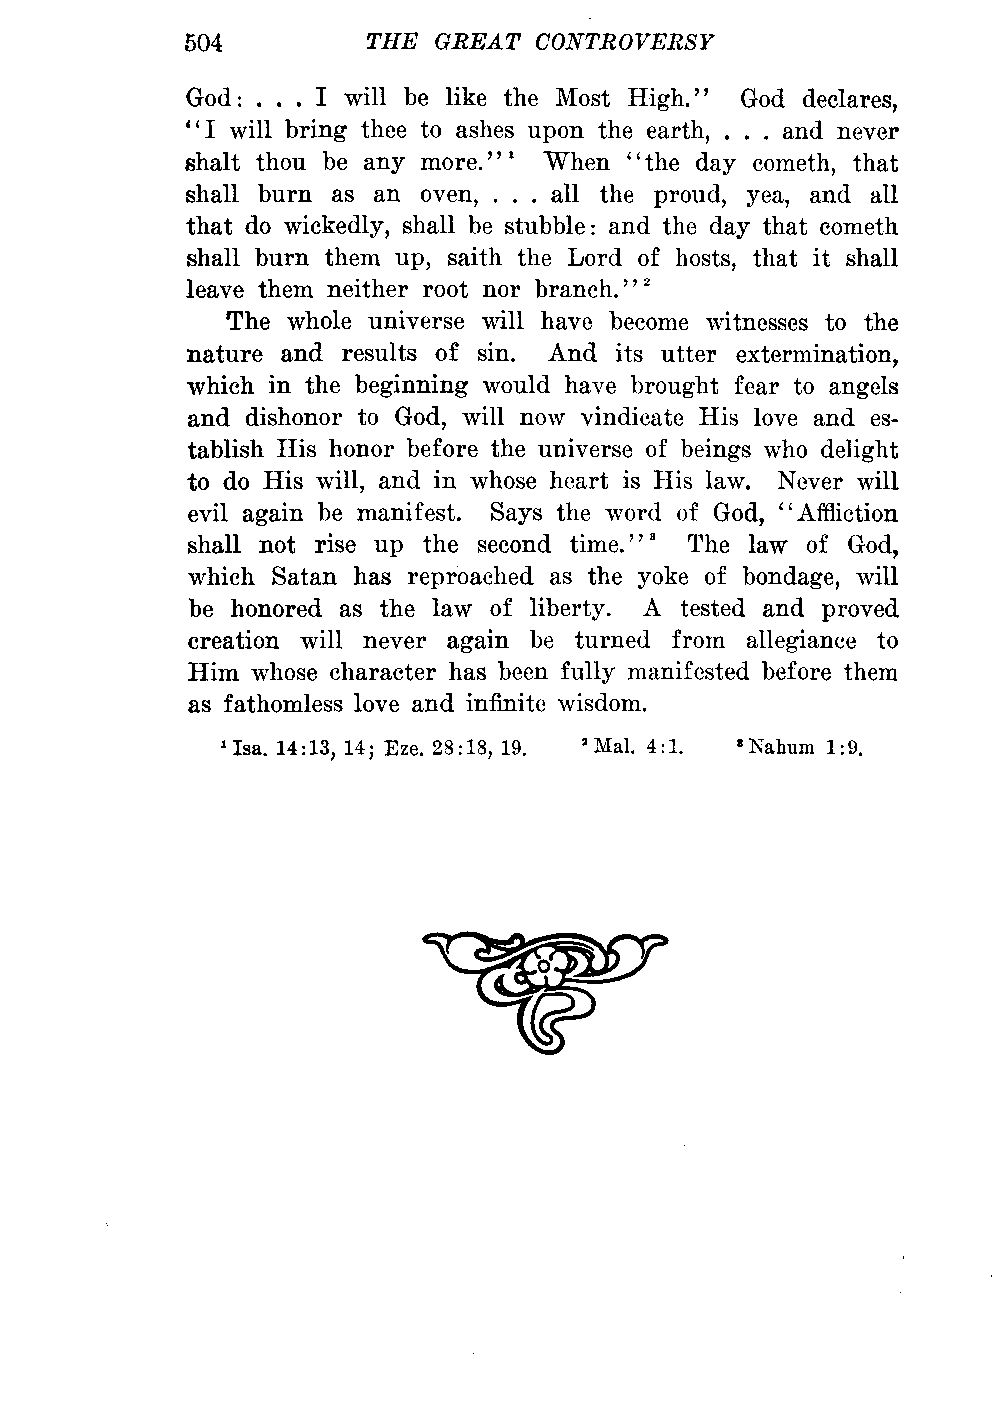 504 THE GREAT CONTROVERSY
God: . . . I will be like the Most High.'' God declares,
``I will bring thee to ashes upon the earth, . . . and never
shalt thou be any more.''¹ When ``the day cometh, that
shall burn as an oven, . . . all the proud, yea, and all
that do wickedly, shall be stubble: and the day that cometh
shall burn them up, saith the Lord of hosts, that it shall
leave them neither root nor branch.''²
The whole universe will have become witnesses to the
nature and results of sin. And its utter extermination,
which in the beginning would have brought fear to angels
and dishonor to God, will now vindicate His love and es-
tablish His honor before the universe of beings who delight
to do His will, and in whose heart is His law. Never will
evil again be manifest. Says the word of God, ``Affliction
shall not rise up the second time.''³ The law of God,
which Satan has reproached as the yoke of bondage, will
be honored as the law of liberty. A tested and proved
creation will never again be turned from allegiance to
Him whose character has been fully manifested before them
as fathomless love and infinite wisdom.
¹ Isa. 14:13, 14; Eze. 28:18, 19. ² Mal. 4:1. ³ Nahum 1:9.